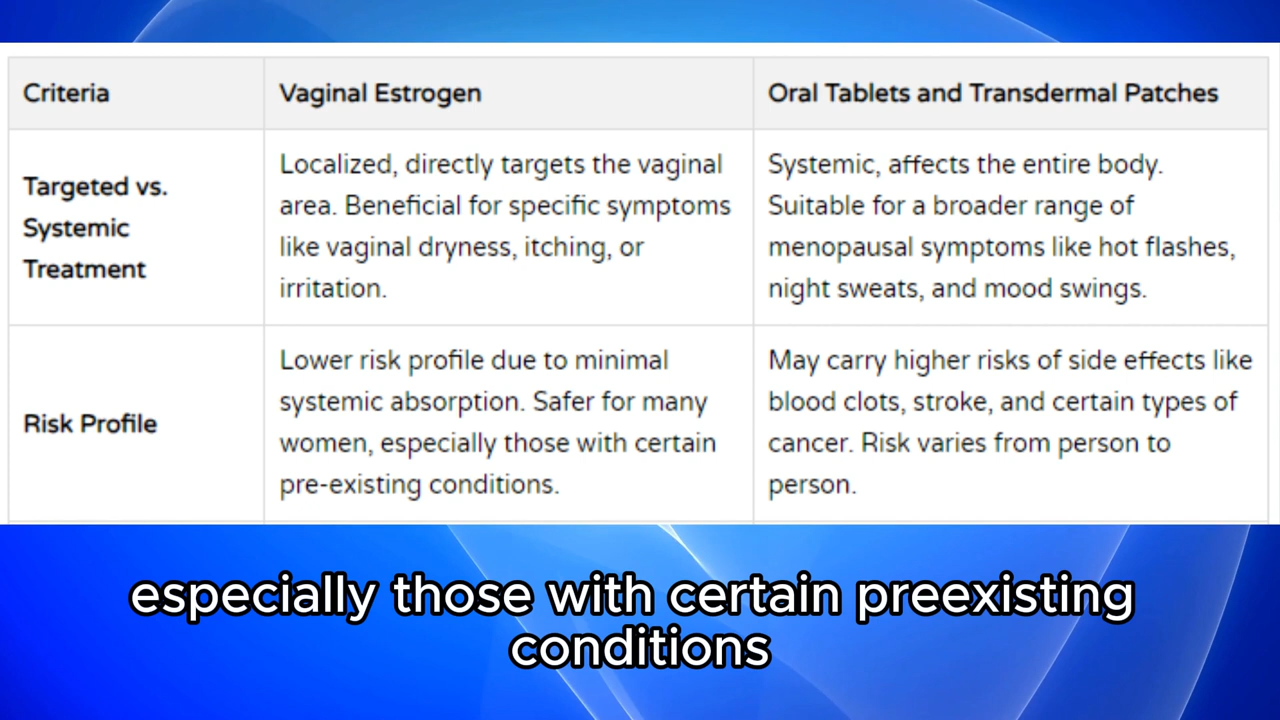 Criteria
Vaginal Estrogen
Oral Tablets and Transdermal Patches
Targeted vs.
Systemic
Treatment
Localized, directly targets the vaginal
area. Beneficial for specific symptoms
like vaginal dryness, itching, or
irritation.
Systemic, affects the entire body.
Suitable for a broader range of
menopausal symptoms like hot flashes,
night sweats, and mood swings.
Risk Profile
Lower risk profile due to minimal
systemic absorption. Safer for many
women, especially those with certain
pre-existing conditions.
May carry higher risks of side effects like
blood clots, stroke, and certain types of
cancer. Risk varies from person to
person.
especially those with certain preexisting
conditions